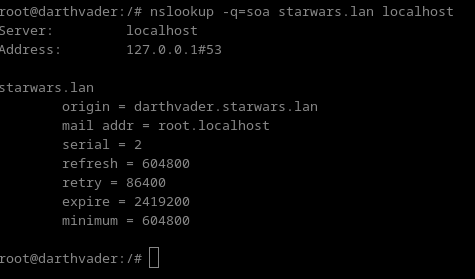 root@darthvader:/# nslookup -q=soa starwars.lan localhost
Server: localhost
Address: 127.0.0.1#53
starwars.lan
origin = darthvader.starwars.lan
mail addr = root.localhost
serial = 2
refresh = 604800
retry = 86400
expire = 2419200
minimum = 604800
root@darthvader:/#